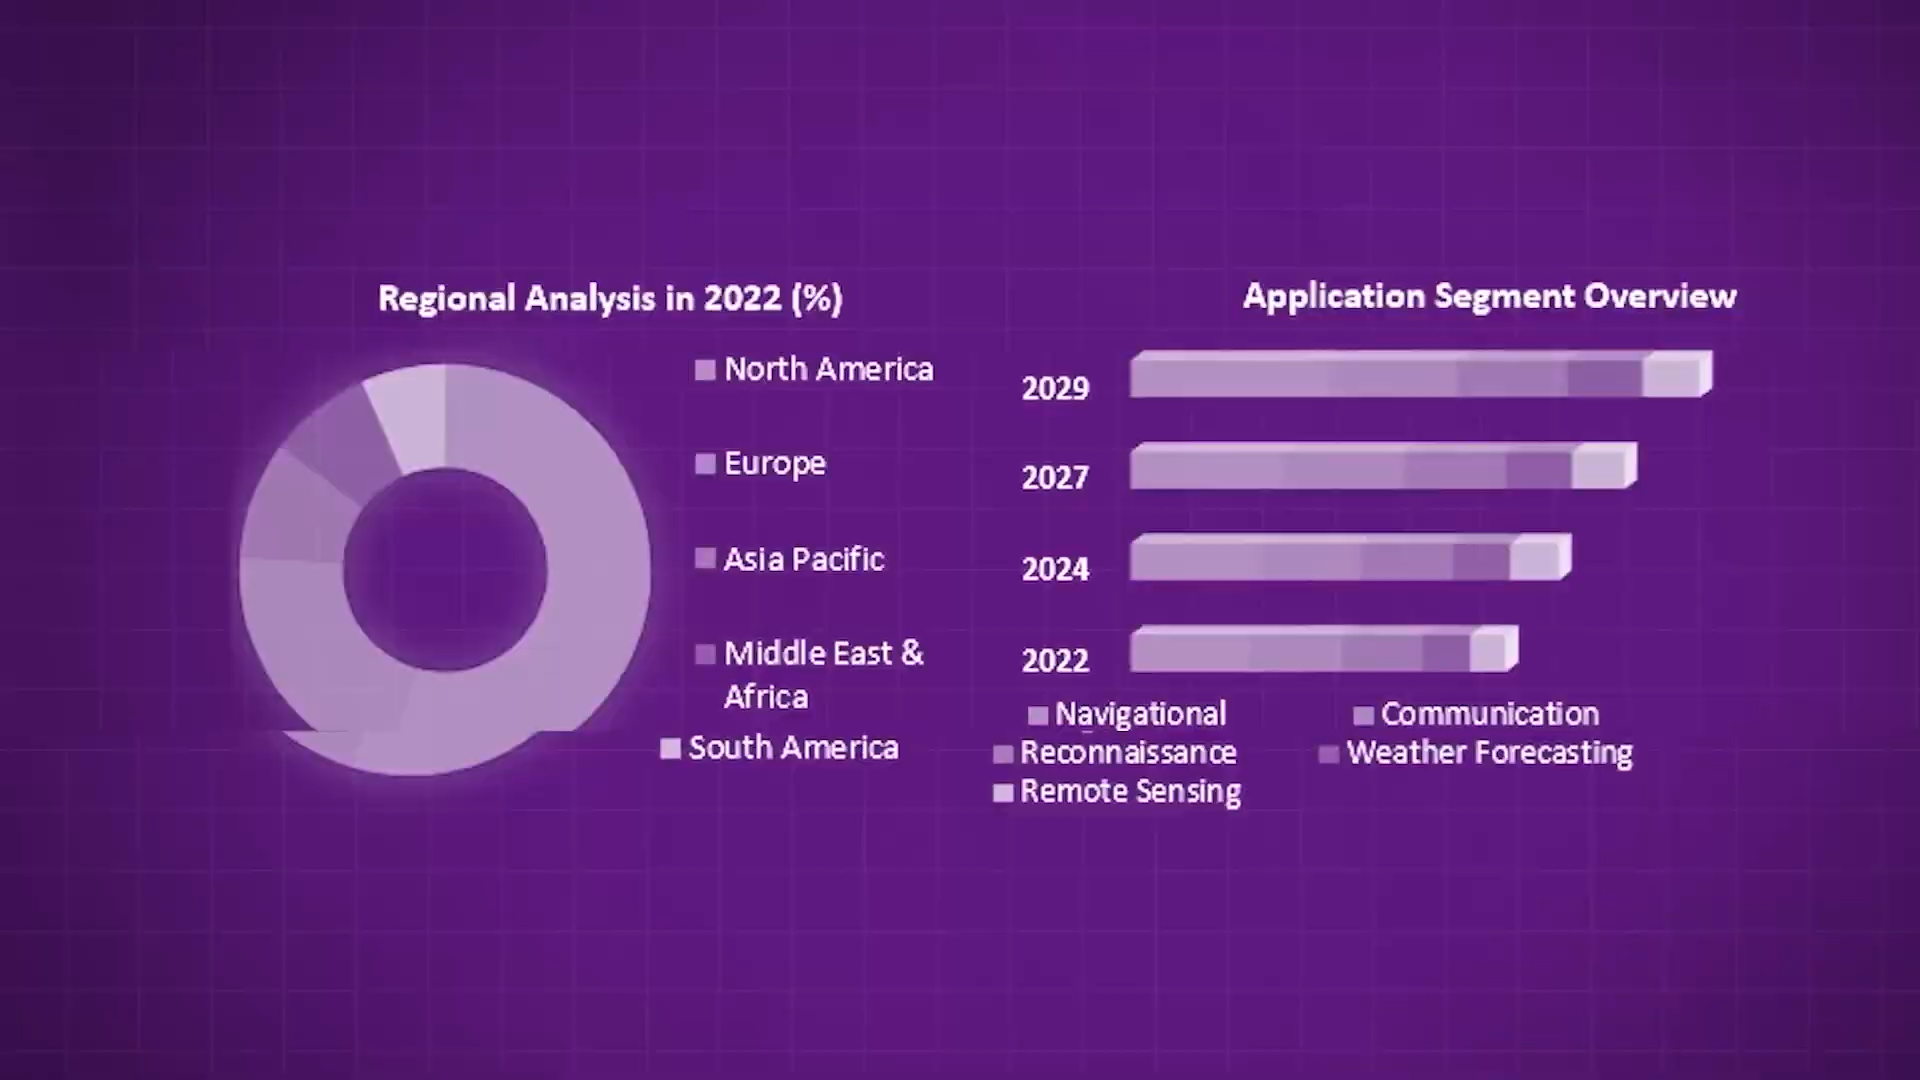 Regional Analysis in 2022 (%)
North America
Europe
Asia Pacific
Middle East &
Africa
South America
Application Segment Overview
2029
2027
2024
2022
Navigational
Communication
Reconnaissance
Weather Forecasting
Remote Sensing